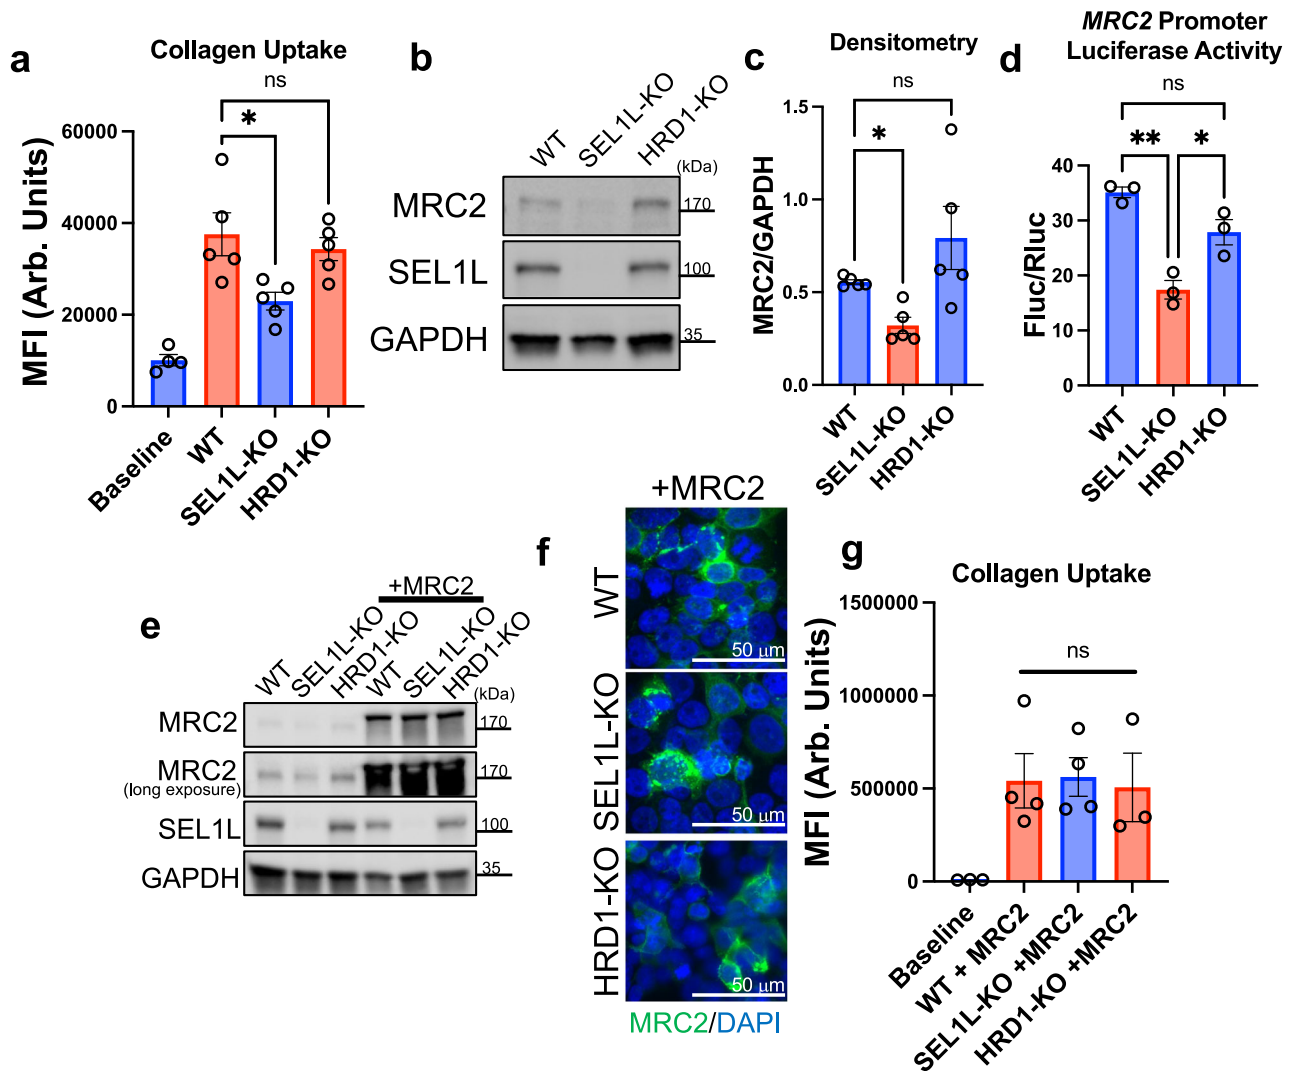 a
Collagen Uptake
ns
*
MFI (Arb. Units)
60000
40000
20000
0
Baseline
WT
SEL1L-KO
HRD1-KO
b
WT
SEL1L-KO
HRD1-KO
(kDa)
MRC2
170
SEL1L
100
GAPDH
35
c
Densitometry
ns
*
MRC2/GAPDH
1.5
1.0
0.5
0.0
WT
SEL1L-KO
HRD1-KO
d
MRC2 Promoter
Luciferase Activity
ns
**
*
Fluc/Rluc
40
30
20
10
0
WT
SEL1L-KO
HRD1-KO
e
+MRC2
WT
SEL1L-KO
HRD1-KO
WT
SEL1L-KO
HRD1-KO
(kDa)
MRC2
170
MRC2
(long exposure)
170
SEL1L
100
GAPDH
35
f
+MRC2
WT
50 μm
SEL1L-KO
50 μm
HRD1-KO
50 μm
MRC2/DAPI
g
Collagen Uptake
ns
MFI (Arb. Units)
1500000
1000000
500000
0
Baseline
WT + MRC2
SEL1L-KO +MRC2
HRD1-KO +MRC2